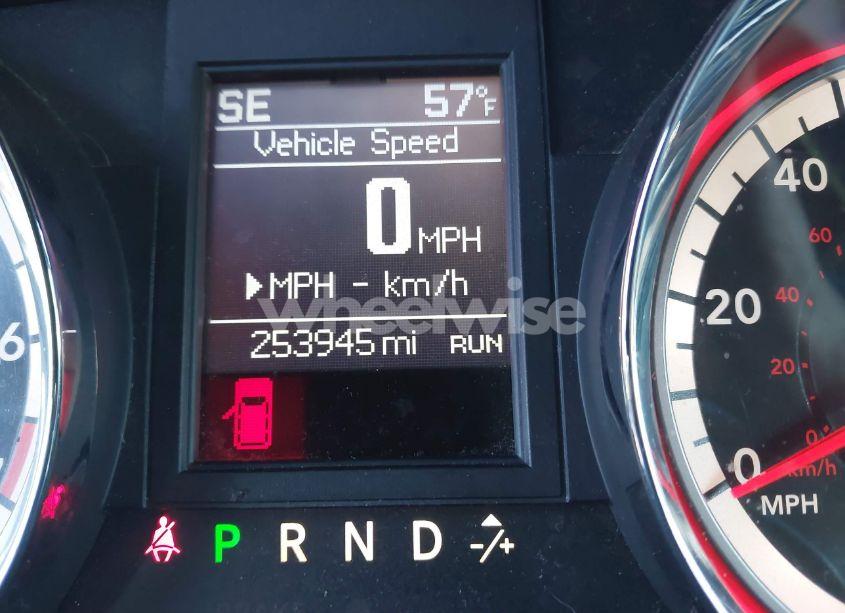 SE 57°F
Vehicle Speed
0 MPH
▶MPH - km/h
wheelwise
253945 mi RUN
P R N D -/+
6
40
20
0
MPH
60
40
20
0
km/h